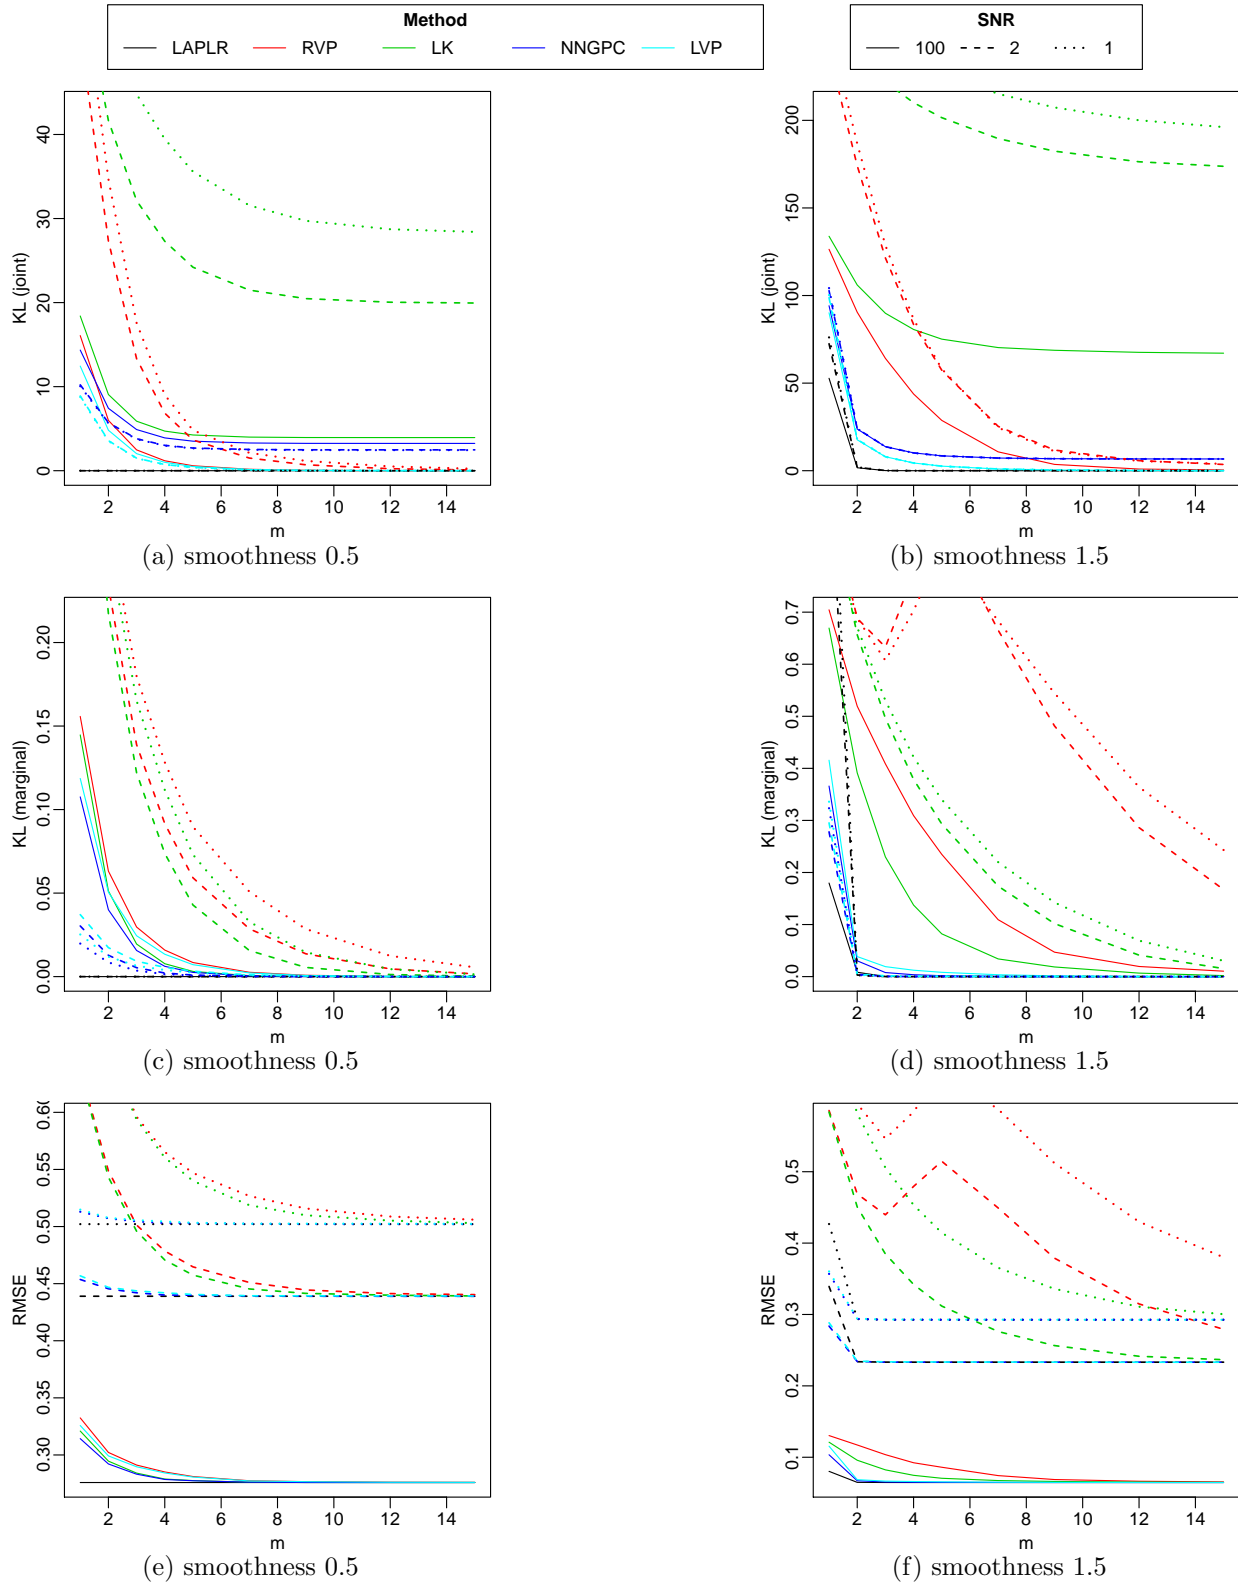 Method
LAPLR RVP LK NNGPC LVP
SNR
100 2 1
KL (joint)
0 10 20 30 40
2 4 6 8 10 12 14
m
(a) smoothness 0.5
KL (joint)
0 50 100 150 200
2 4 6 8 10 12 14
m
(b) smoothness 1.5
KL (marginal)
0.00 0.05 0.10 0.15 0.20
2 4 6 8 10 12 14
m
(c) smoothness 0.5
KL (marginal)
0.0 0.1 0.2 0.3 0.4 0.5 0.6 0.7
2 4 6 8 10 12 14
m
(d) smoothness 1.5
RMSE
0.30 0.35 0.40 0.45 0.50 0.55 0.60
2 4 6 8 10 12 14
m
(e) smoothness 0.5
RMSE
0.1 0.2 0.3 0.4 0.5
2 4 6 8 10 12 14
m
(f) smoothness 1.5